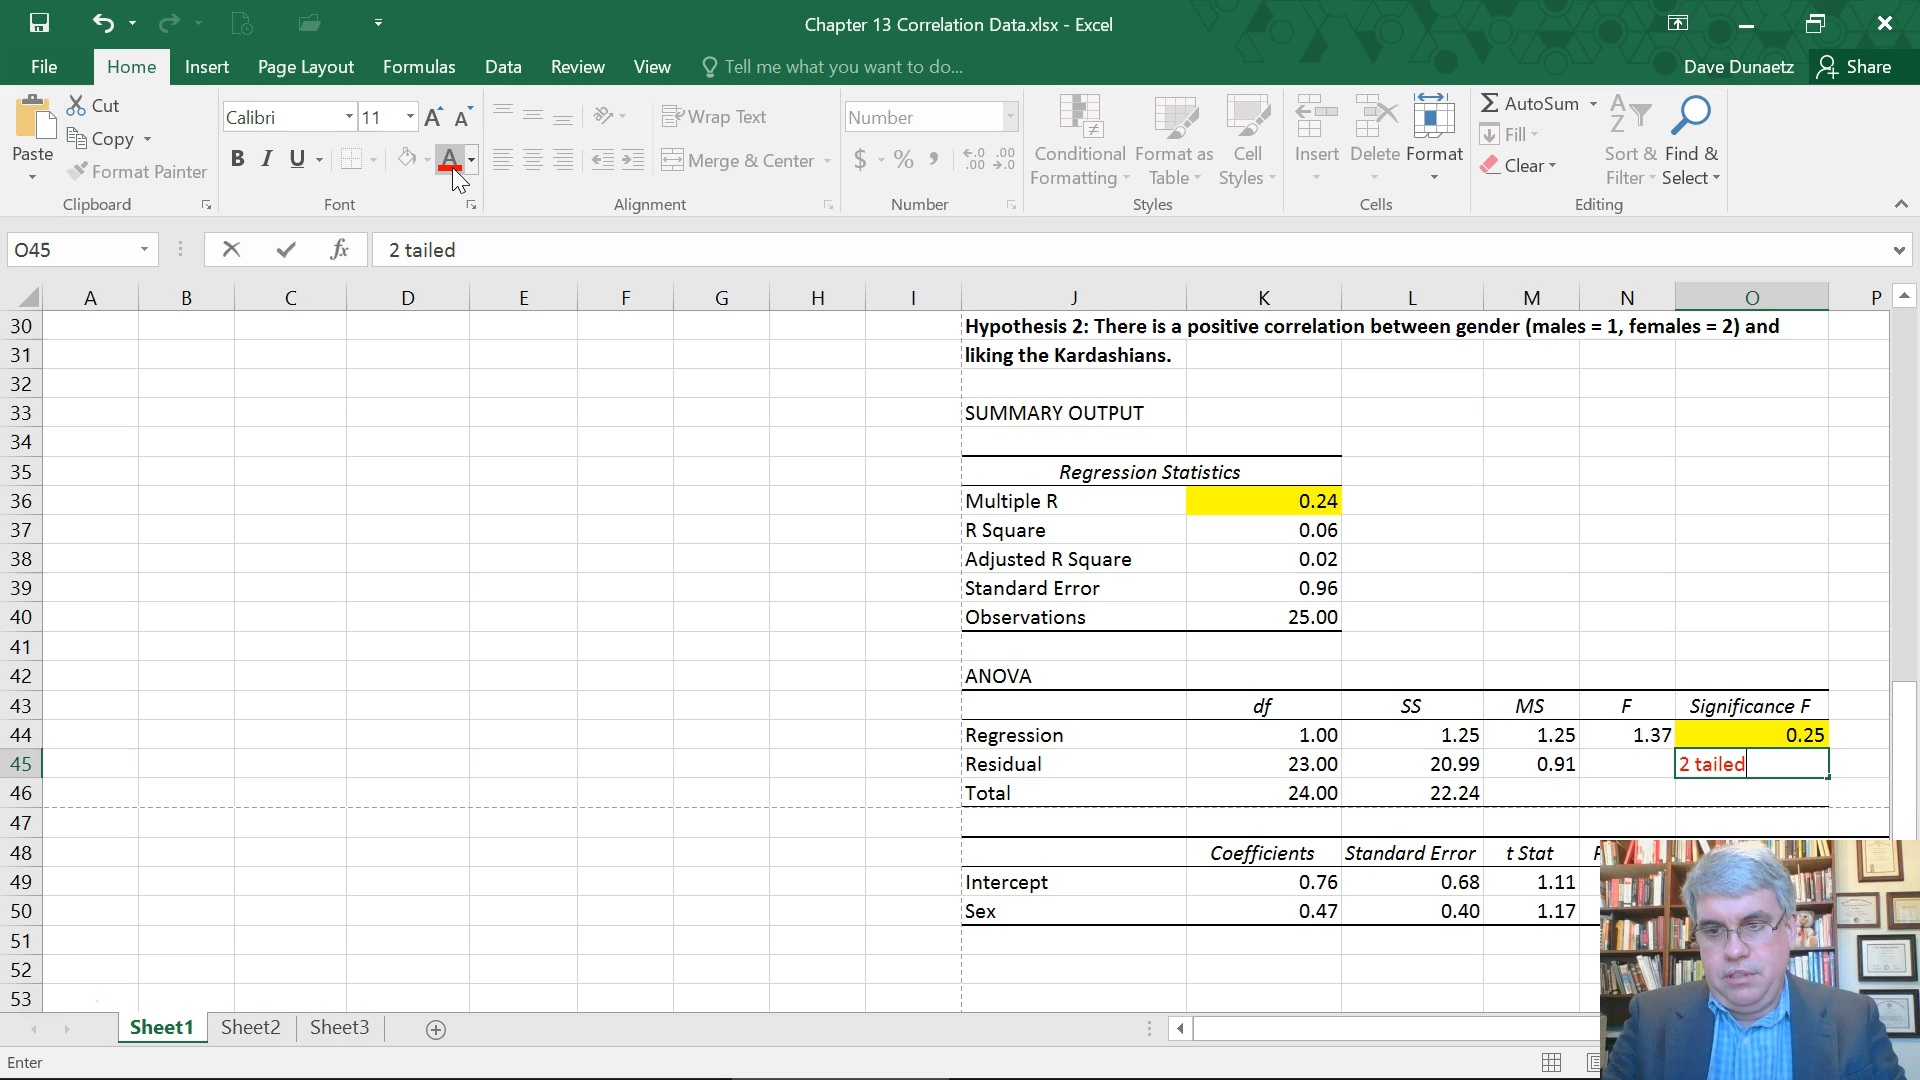 Chapter 13 Correlation Data.xlsx - Excel
File Home Insert Page Layout Formulas Data Review View Tell me what you want to do... Dave Dunaetz Share
Paste
Cut
Copy
Format Painter
Clipboard
Calibri 11
B I U
Font
Wrap Text
Merge & Center
Alignment
Number
$ % ,
Number
Conditional Formatting
Format as Table
Cell Styles
Styles
Insert Delete Format
Cells
AutoSum
Fill
Clear
Sort & Filter
Find & Select
Editing
O45 fx 2 tailed
A B C D E F G H I J K L M N O P
30 Hypothesis 2: There is a positive correlation between gender (males = 1, females = 2) and
31 liking the Kardashians.
32
33 SUMMARY OUTPUT
34
35 Regression Statistics
36 Multiple R 0.24
37 R Square 0.06
38 Adjusted R Square 0.02
39 Standard Error 0.96
40 Observations 25.00
41
42 ANOVA
43 df SS MS F Significance F
44 Regression 1.00 1.25 1.25 1.37 0.25
45 Residual 23.00 20.99 0.91 2 tailed
46 Total 24.00 22.24
47
48 Coefficients Standard Error t Stat
49 Intercept 0.76 0.68 1.11
50 Sex 0.47 0.40 1.17
51
52
53
Sheet1 Sheet2 Sheet3
Enter